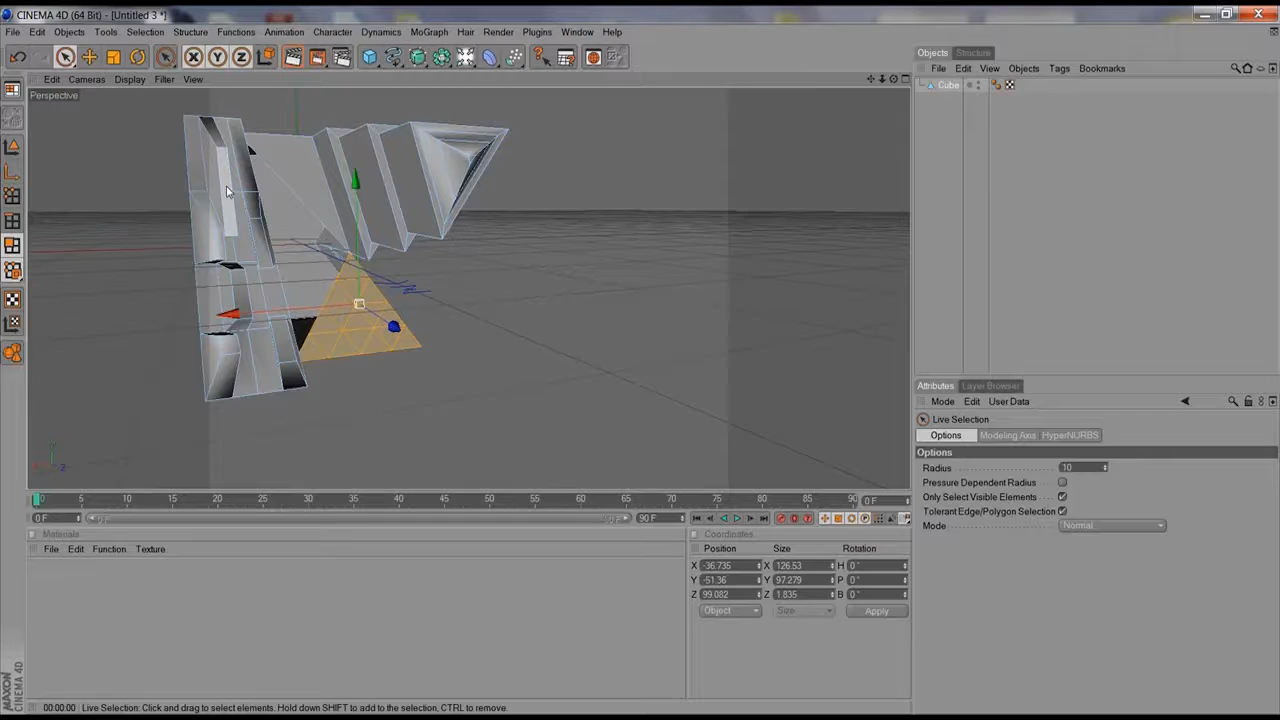 CINEMA 4D (64 Bit) - [Untitled 3 *]
File Edit Objects Tools Selection Structure Functions Animation Character Dynamics MoGraph Hair Render Plugins Window Help
Objects Structure
File Edit View Objects Tags Bookmarks
Cube
Edit Cameras Display Filter View
Perspective
X Y Z
Y
Z
Attributes Layer Browser
Mode Edit User Data
Live Selection
Options Modeling Axis HyperNURBS
Options
Radius 10
Pressure Dependent Radius
Only Select Visible Elements
Tolerant Edge/Polygon Selection
Mode Normal
0 5 10 15 20 25 30 35 40 45 50 55 60 65 70 75 80 85 90 0 F
0 F 90 F
Materials
File Edit Function Texture
Coordinates
Position Size Rotation
X -36.735 X 126.53 H 0 °
Y -51.36 Y 97.279 P 0 °
Z 99.082 Z 1.835 B 0 °
Object Size Apply
MAXON
CINEMA 4D
00:00:00 Live Selection: Click and drag to select elements. Hold down SHIFT to add to the selection, CTRL to remove.